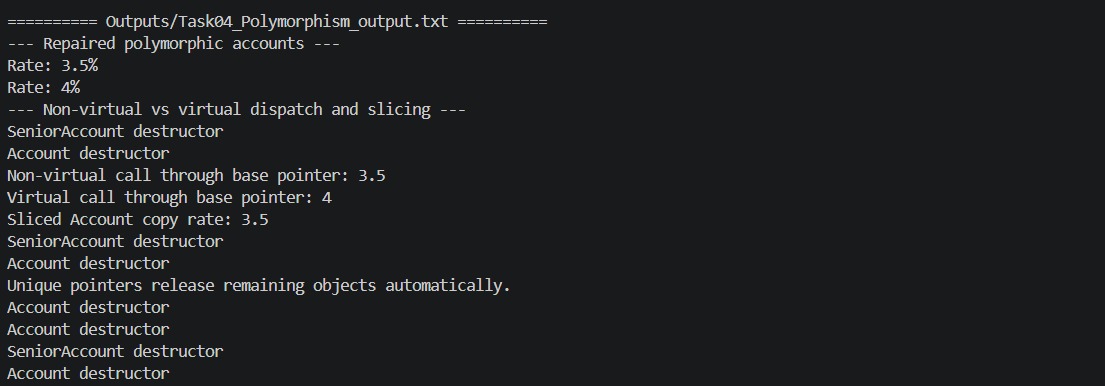 ========== Outputs/Task04_Polymorphism_output.txt ==========
--- Repaired polymorphic accounts ---
Rate: 3.5%
Rate: 4%
--- Non-virtual vs virtual dispatch and slicing ---
SeniorAccount destructor
Account destructor
Non-virtual call through base pointer: 3.5
Virtual call through base pointer: 4
Sliced Account copy rate: 3.5
SeniorAccount destructor
Account destructor
Unique pointers release remaining objects automatically.
Account destructor
Account destructor
SeniorAccount destructor
Account destructor